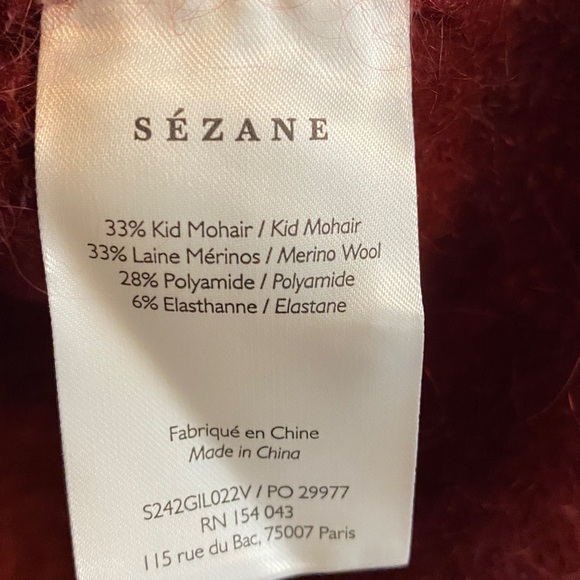 SÉZANE
33% Kid Mohair / Kid Mohair
33% Laine Mérinos / Merino Wool
28% Polyamide / Polyamide
6% Elasthanne / Elastane
Fabriqué en Chine
Made in China
S242GIL022V / PO 29977
RN 154 043
115 rue du Bac, 75007 Paris